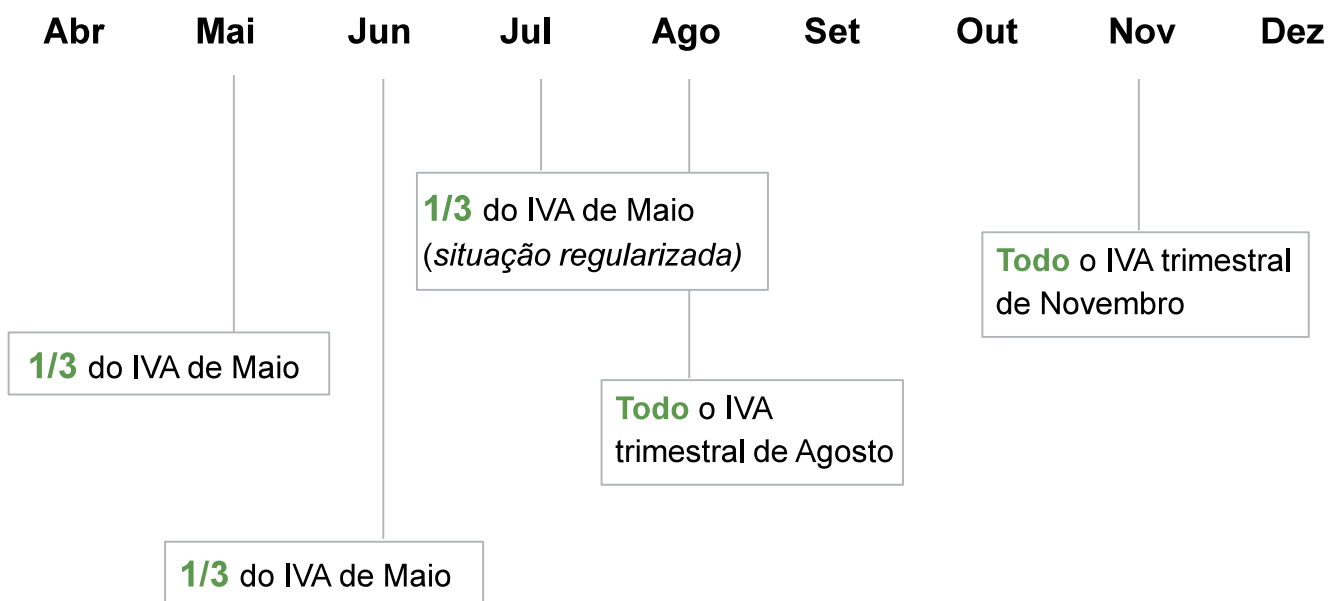 Abr Mai Jun Jul Ago Set Out Nov Dez
1/3 do IVA de Maio
(situação regularizada)
Todo o IVA trimestral
de Novembro
1/3 do IVA de Maio
Todo o IVA
trimestral de Agosto
1/3 do IVA de Maio